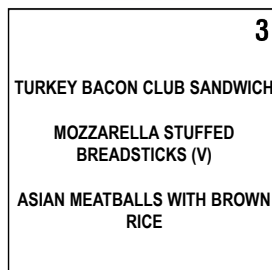 3
TURKEY BACON CLUB SANDWICH
MOZZARELLA STUFFED
BREADSTICKS (V)
ASIAN MEATBALLS WITH BROWN
RICE